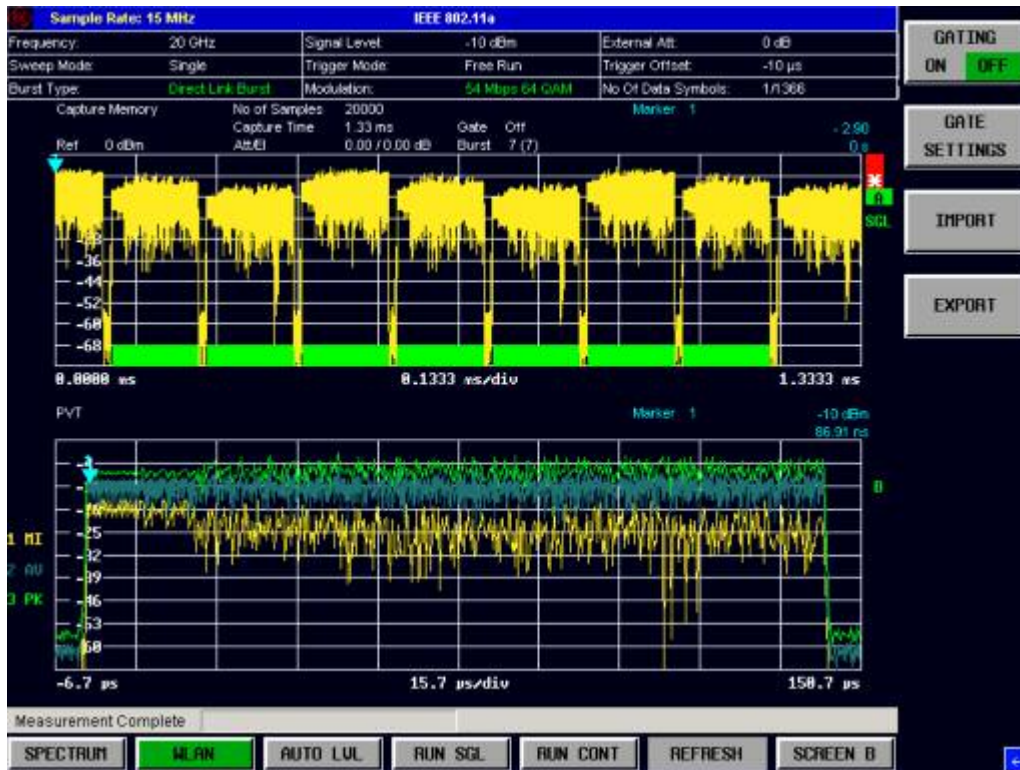 Sample Rate: 15 MHz IEEE 802.11a
Frequency: 20 GHz Signal Level: -10 dBm External Att: 0 dB
Sweep Mode: Single Trigger Mode: Free Run Trigger Offset: -10 µs
Burst Type: Direct Link Burst Modulation: 54 Mbps 64 QAM No Of Data Symbols: 1/1366
Capture Memory No of Samples 20000 Marker 1
Capture Time 1.33 ms Gate Off -2.90
Ref 0 dBm Att/El 0.00 / 0.00 dB Burst 7 (7) 0 s
A
SGL
-36
-44
-52
-60
-68
0.0000 ms 0.1333 ms/div 1.3333 ms
PVT Marker 1 -10 dBm
86.91 ns
B
-25
1 MI
-32
2 AV
-39
3 PK
-46
-53
-60
-6.7 µs 15.7 µs/div 150.7 µs
Measurement Complete
SPECTRUM WLAN AUTO LVL RUN SGL RUN CONT REFRESH SCREEN B
GATING
ON OFF
GATE
SETTINGS
IMPORT
EXPORT